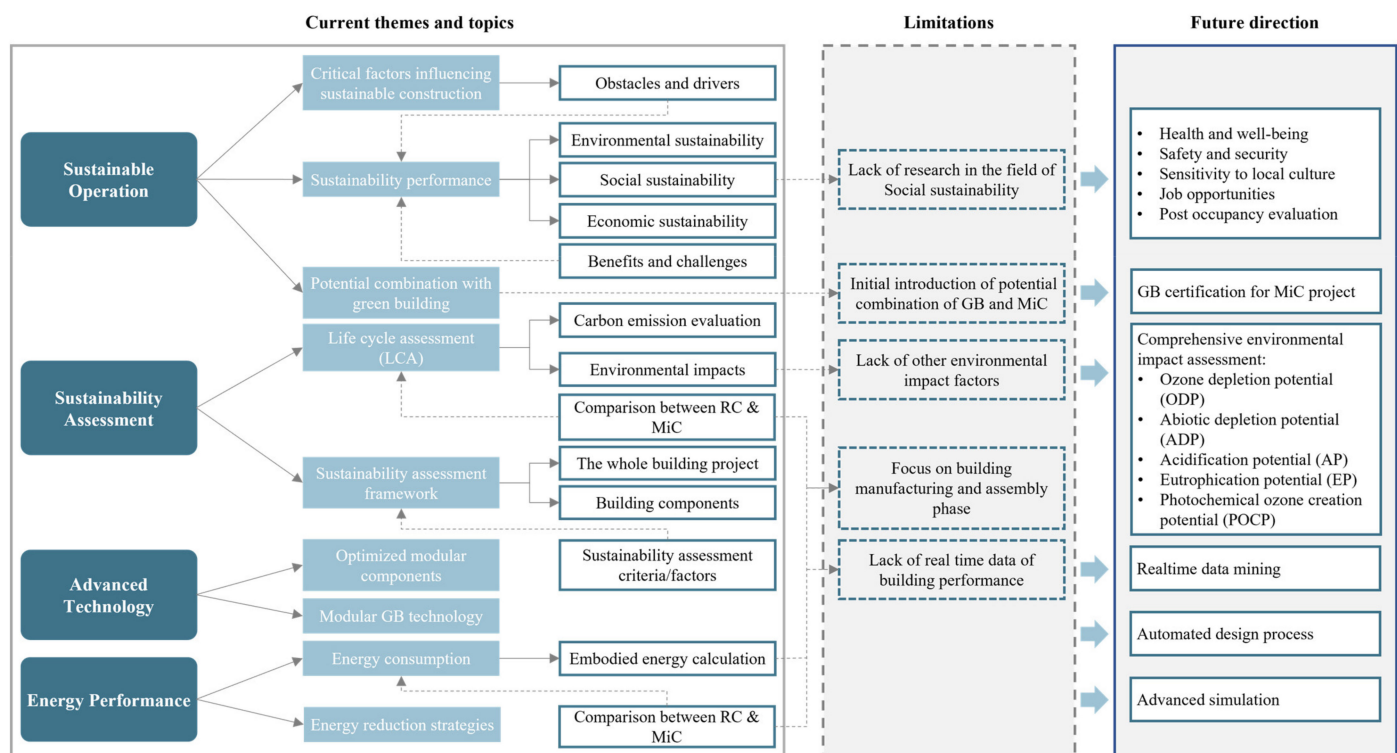 Current themes and topics
Limitations
Future direction
Sustainable
Operation
Critical factors influencing
sustainable construction
Obstacles and drivers
Sustainability performance
Environmental sustainability
Social sustainability
Economic sustainability
Benefits and challenges
Potential combination with
green building
Sustainability
Assessment
Life cycle assessment
(LCA)
Carbon emission evaluation
Environmental impacts
Comparison between RC &
MiC
Sustainability assessment
framework
The whole building project
Building components
Sustainability assessment
criteria/factors
Advanced
Technology
Optimized modular
components
Modular GB technology
Energy Performance
Energy consumption
Embodied energy calculation
Energy reduction strategies
Comparison between RC &
MiC
Lack of research in the field of
Social sustainability
Initial introduction of potential
combination of GB and MiC
Lack of other environmental
impact factors
Focus on building
manufacturing and assembly
phase
Lack of real time data of
building performance
• Health and well-being
• Safety and security
• Sensitivity to local culture
• Job opportunities
• Post occupancy evaluation
GB certification for MiC project
Comprehensive environmental
impact assessment:
• Ozone depletion potential
(ODP)
• Abiotic depletion potential
(ADP)
• Acidification potential (AP)
• Eutrophication potential (EP)
• Photochemical ozone creation
potential (POCP)
Realtime data mining
Automated design process
Advanced simulation